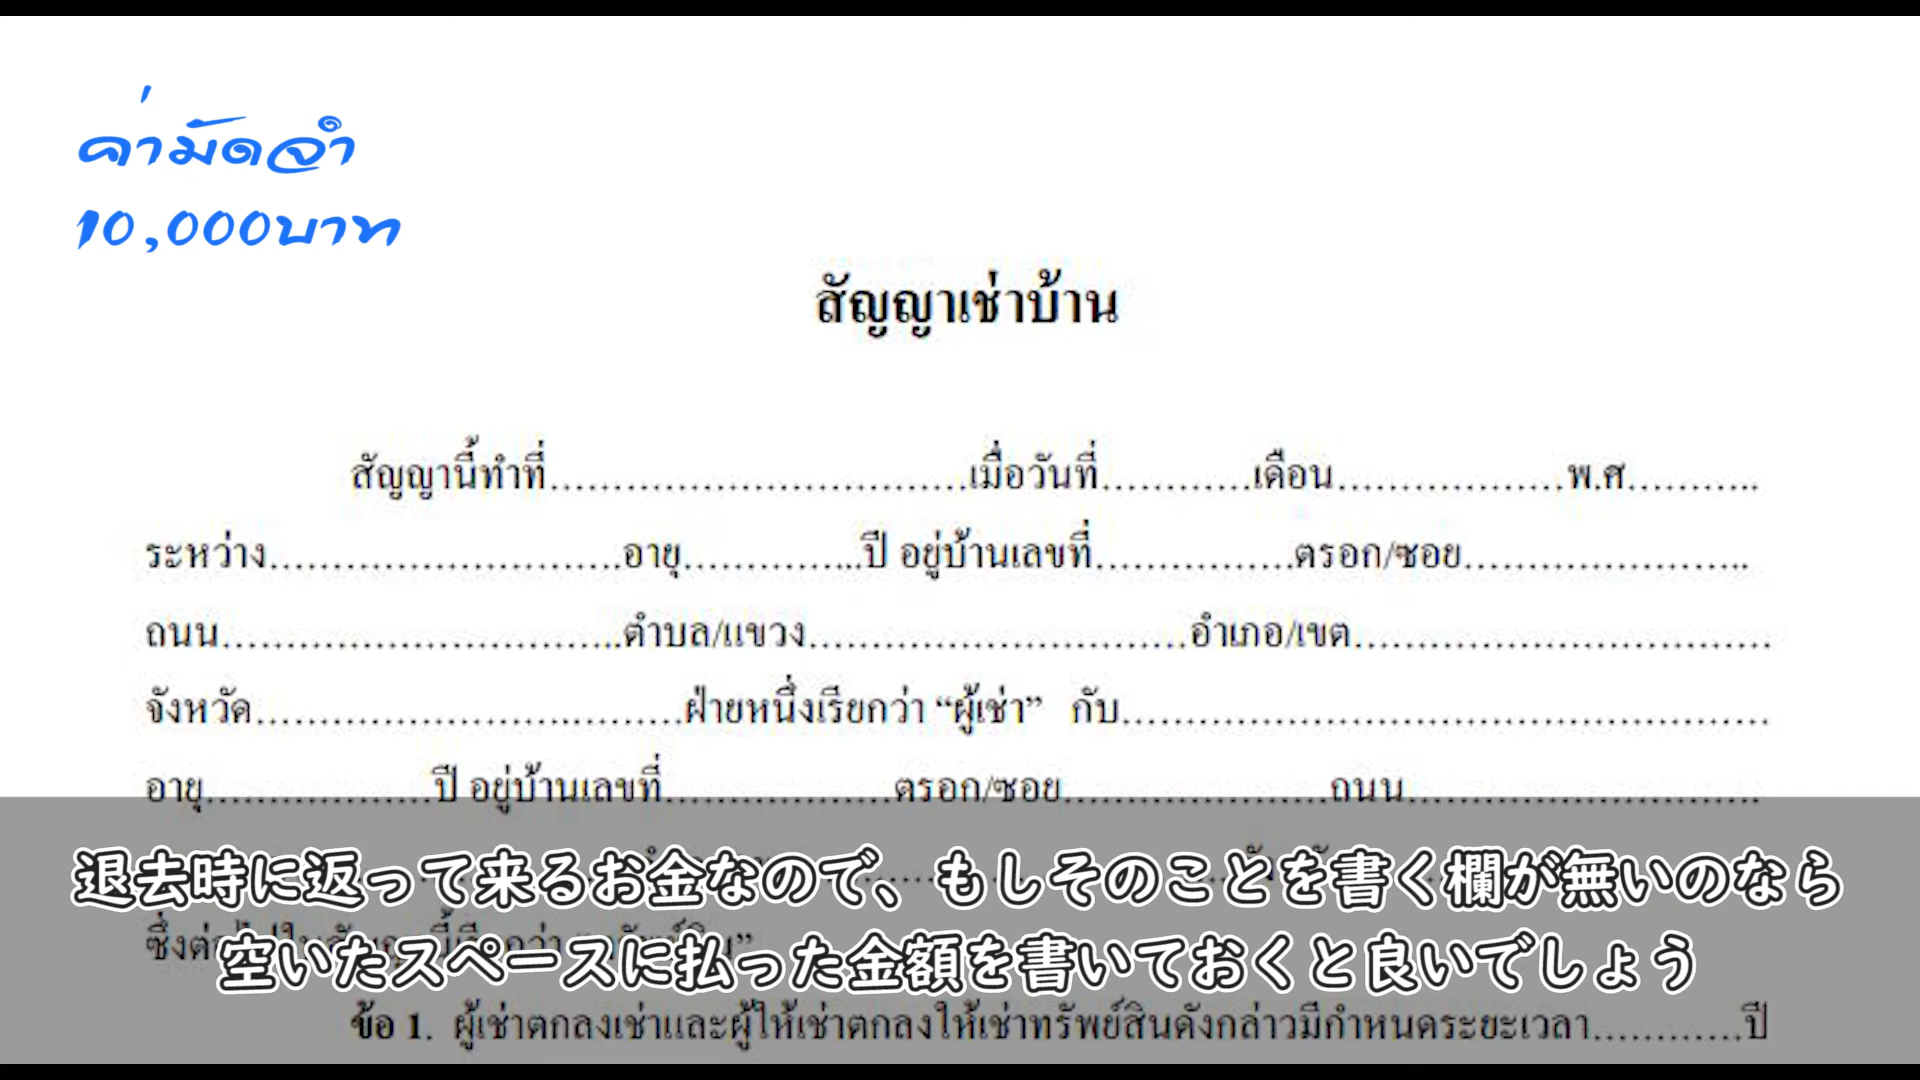 ค่ามัดจำ
10,000บาท
สัญญาเช่าบ้าน
สัญญานี้ทำที่.................................เมื่อวันที่............เดือน..................พ.ศ...........
ระหว่าง............................อายุ..............ปี อยู่บ้านเลขที่................ตรอก/ซอย.......................
ถนน................................ตำบล/แขวง..............................อำเภอ/เขต.................................
จังหวัด..................................ฝ่ายหนึ่งเรียกว่า “ผู้เช่า” กับ....................................................
อายุ..................ปี อยู่บ้านเลขที่..................ตรอก/ซอย.....................ถนน............................
退去時に返って来るお金なので、もしそのことを書く欄が無いのなら
空いたスペースに払った金額を書いておくと良いでしょう
ข้อ 1. ผู้เช่าตกลงเช่าและผู้ให้เช่าตกลงให้เช่าทรัพย์สินดังกล่าวมีกำหนดระยะเวลา............ปี